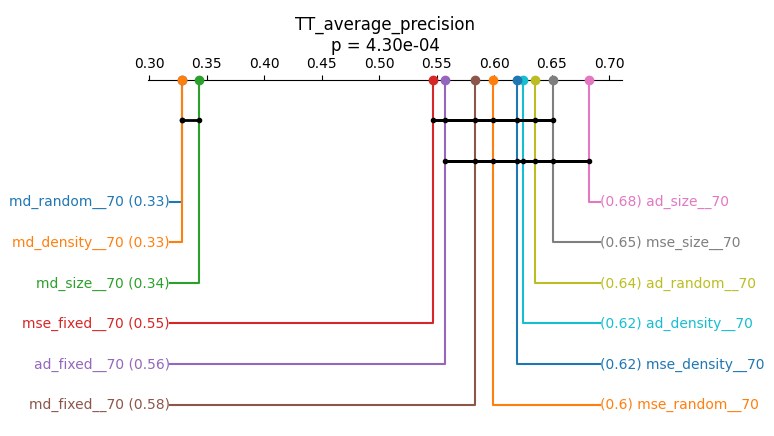 TT_average_precision
p = 4.30e-04
0.30 0.35 0.40 0.45 0.50 0.55 0.60 0.65 0.70
md_random__70 (0.33) (0.68) ad_size__70
md_density__70 (0.33) (0.65) mse_size_70
md_size__70 (0.34) (0.64) ad_random__70
mse_fixed__70 (0.55) (0.62) ad_density__70
ad_fixed__70 (0.56) (0.62) mse_density__70
md_fixed__70 (0.58) (0.6) mse_random__70